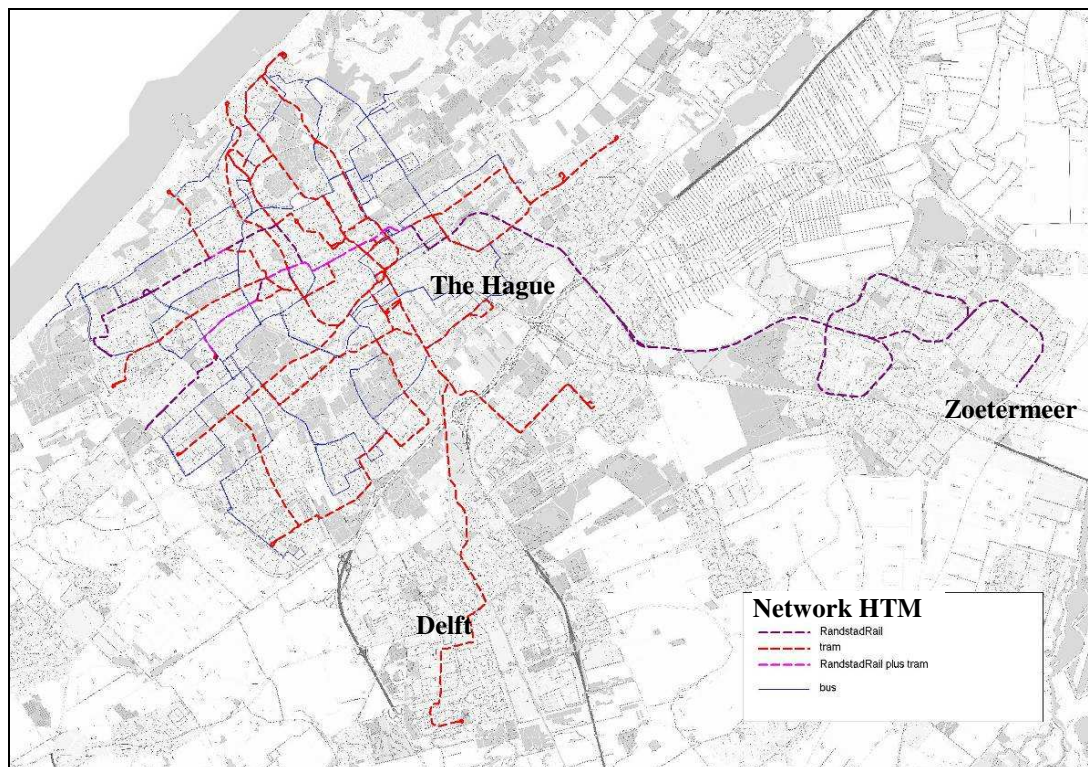 The Hague
Zoetermeer
Delft
Network HTM
RandstadRail
tram
RandstadRail plus tram
bus